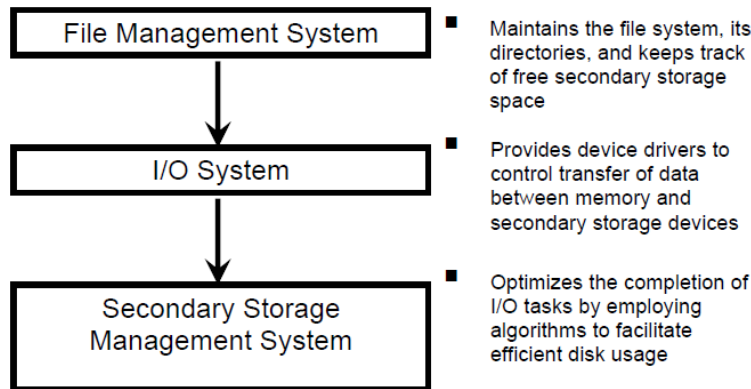 File Management System
■ Maintains the file system, its
directories, and keeps track
of free secondary storage
space
I/O System
■ Provides device drivers to
control transfer of data
between memory and
secondary storage devices
Secondary Storage
Management System
■ Optimizes the completion of
I/O tasks by employing
algorithms to facilitate
efficient disk usage